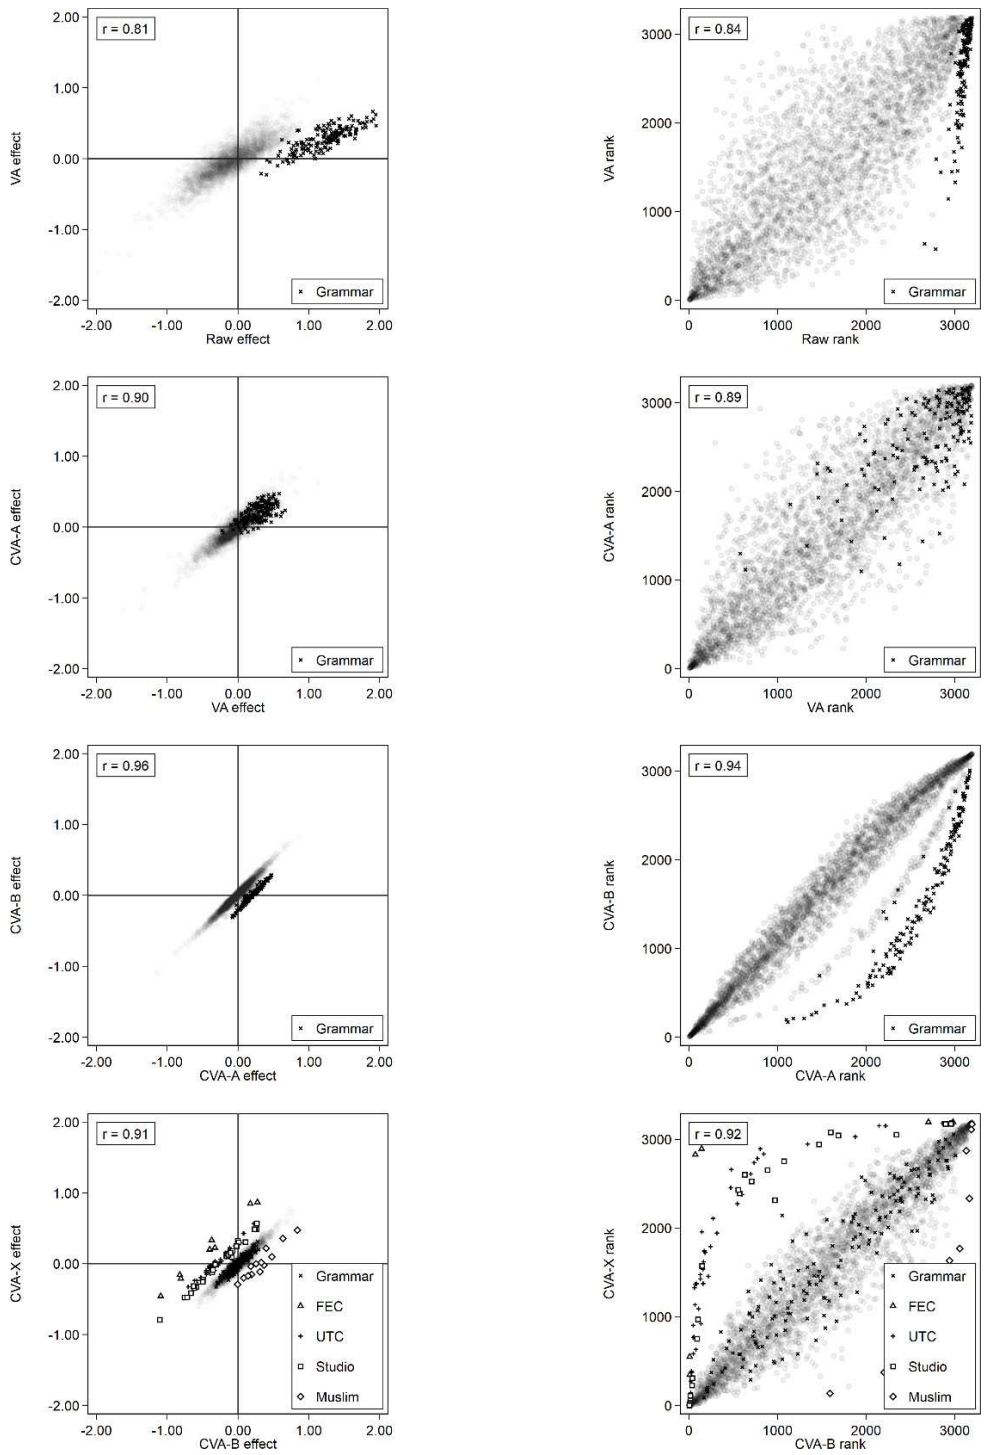 r = 0.81
2.00
1.00
0.00
-1.00
-2.00
VA effect
-2.00 -1.00 0.00 1.00 2.00
Raw effect
Grammar
r = 0.84
3000
2000
1000
0
VA rank
0 1000 2000 3000
Raw rank
Grammar
r = 0.90
2.00
1.00
0.00
-1.00
-2.00
CVA-A effect
-2.00 -1.00 0.00 1.00 2.00
VA effect
Grammar
r = 0.89
3000
2000
1000
0
CVA-A rank
0 1000 2000 3000
VA rank
Grammar
r = 0.96
2.00
1.00
0.00
-1.00
-2.00
CVA-B effect
-2.00 -1.00 0.00 1.00 2.00
CVA-A effect
Grammar
r = 0.94
3000
2000
1000
0
CVA-B rank
0 1000 2000 3000
CVA-A rank
Grammar
r = 0.91
2.00
1.00
0.00
-1.00
-2.00
CVA-X effect
-2.00 -1.00 0.00 1.00 2.00
CVA-B effect
Grammar
FEC
UTC
Studio
Muslim
r = 0.92
3000
2000
1000
0
CVA-X rank
0 1000 2000 3000
CVA-B rank
Grammar
FEC
UTC
Studio
Muslim